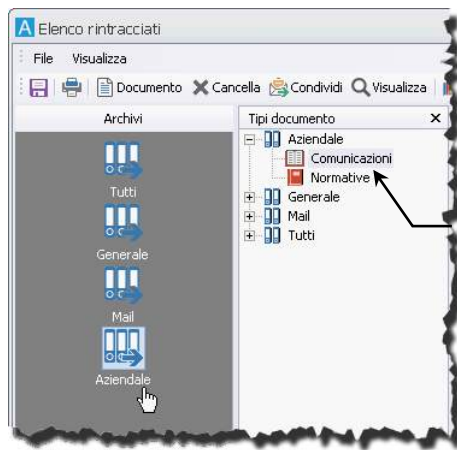 A Elenco rintracciati
File Visualizza
Documento Cancella Condividi Visualizza
Archivi
Tutti
Generale
Mail
Aziendale
Tipi documento
Aziendale
Comunicazioni
Normative
Generale
Mail
Tutti